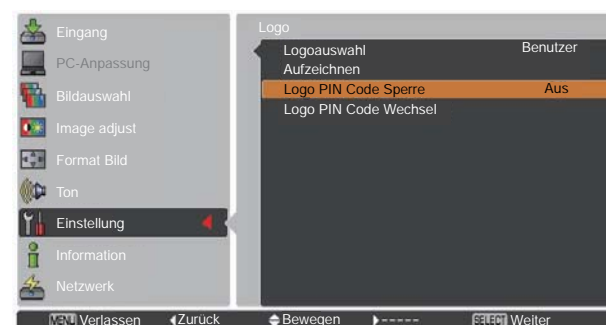 Eingang
PC-Anpassung
Bildauswahl
Image adjust
Format Bild
Ton
Einstellung
Information
Netzwerk
Logo
Logoauswahl Benutzer
Aufzeichnen
Logo PIN Code Sperre Aus
Logo PIN Code Wechsel
MENU Verlassen Zurück Bewegen ----- SELECT Weiter